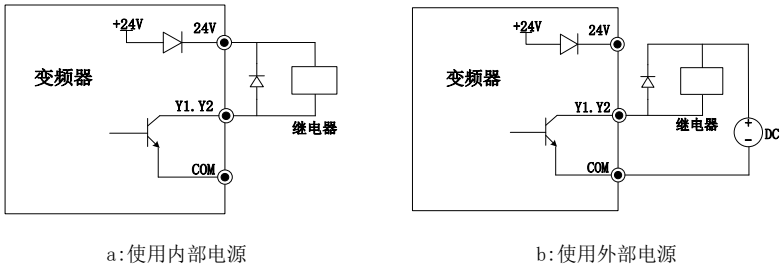 +24V 24V
变频器
Y1.Y2
继电器
COM
a:使用内部电源
+24V 24V
变频器
Y1.Y2
继电器
DC
COM
b:使用外部电源